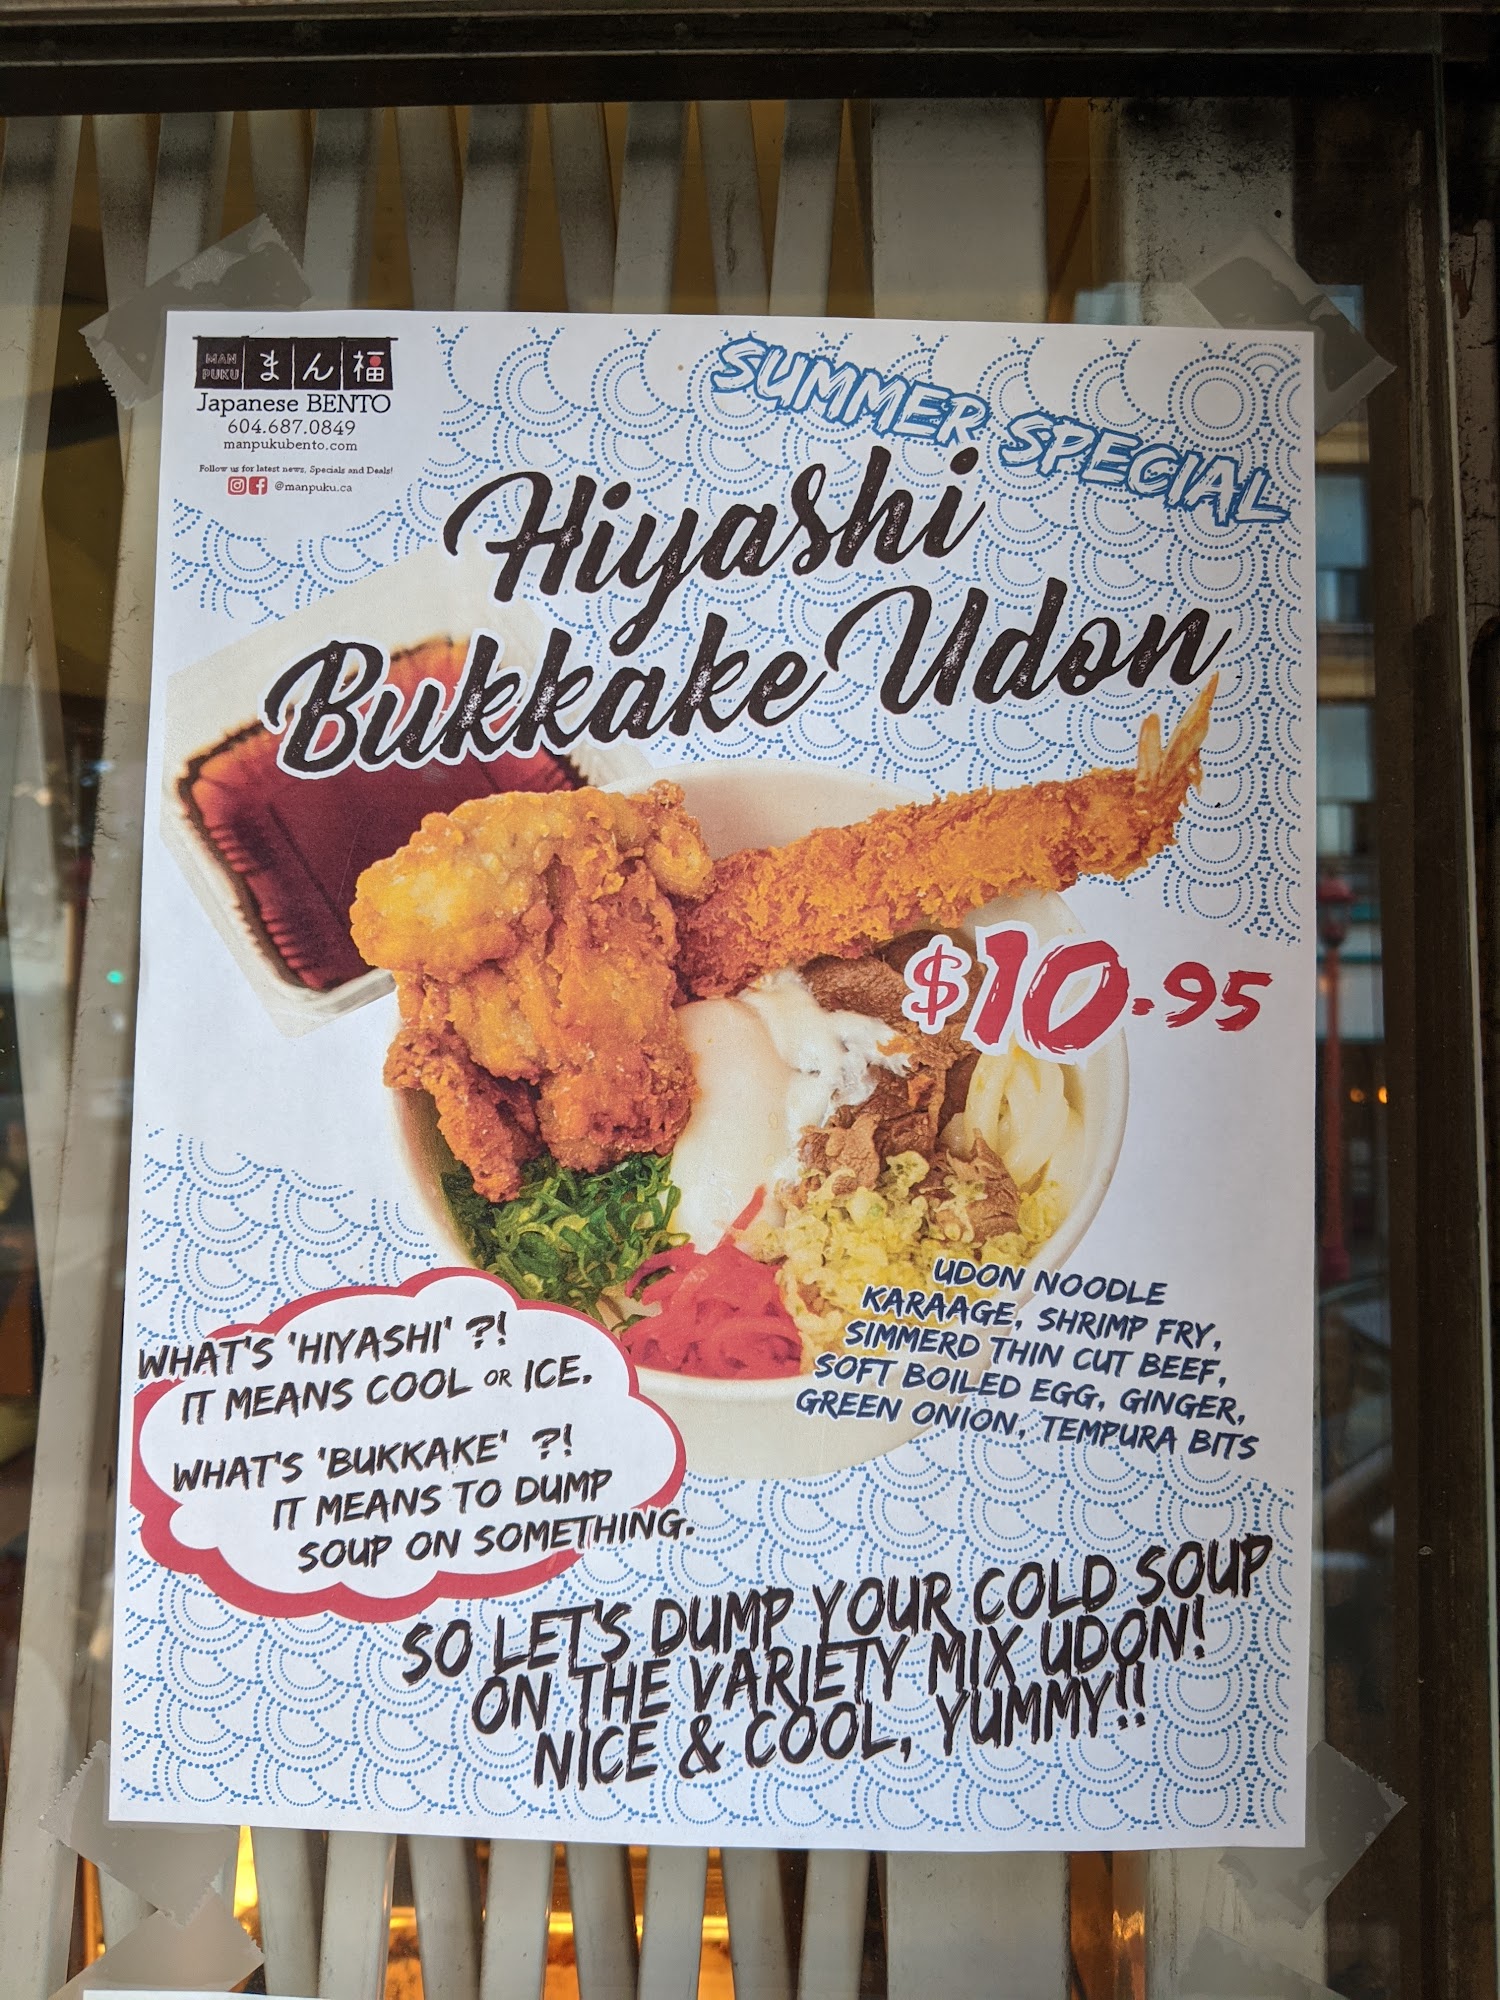 MAN
PUKU
まん福
Japanese BENTO
604.687.0849
manpukubento.com
Follow us for latest news, Specials and Deals!
@manpuku.ca
SUMMER SPECIAL
Hiyashi
Bukkake Udon
$10.95
UDON NOODLE
KARAAGE, SHRIMP FRY,
SIMMERD THIN CUT BEEF,
SOFT BOILED EGG, GINGER,
GREEN ONION, TEMPURA BITS
WHAT'S 'HIYASHI' ?!
IT MEANS COOL OR ICE.
WHAT'S 'BUKKAKE' ?!
IT MEANS TO DUMP
SOUP ON SOMETHING.
SO LET'S DUMP YOUR COLD SOUP
ON THE VARIETY MIX UDON!
NICE & COOL, YUMMY!!